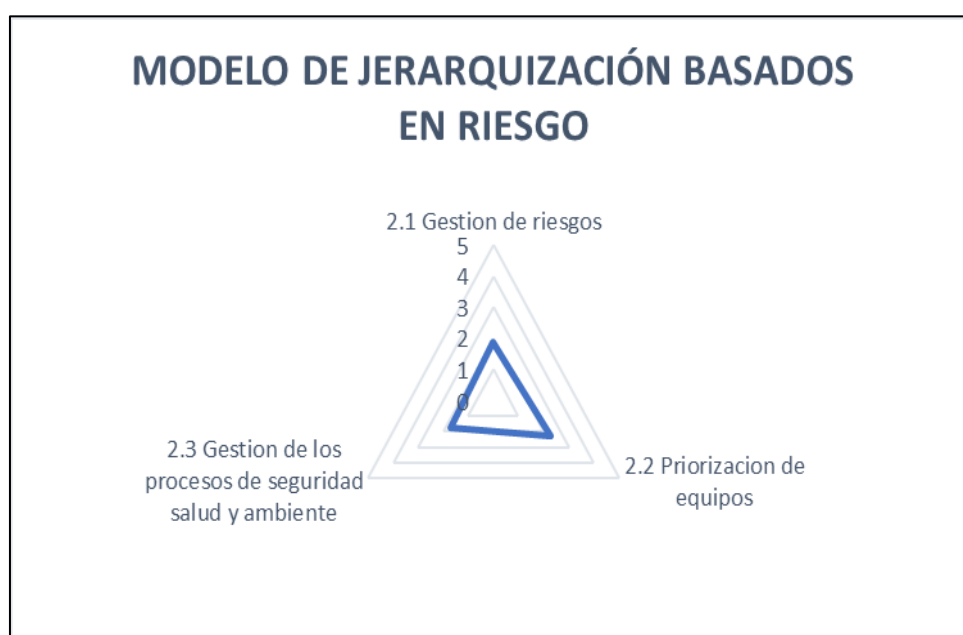 MODELO DE JERARQUIZACIÓN BASADOS
EN RIESGO
2.1 Gestion de riesgos
5
4
3
2
1
0
2.3 Gestion de los
procesos de seguridad
salud y ambiente
2.2 Priorizacion de
equipos